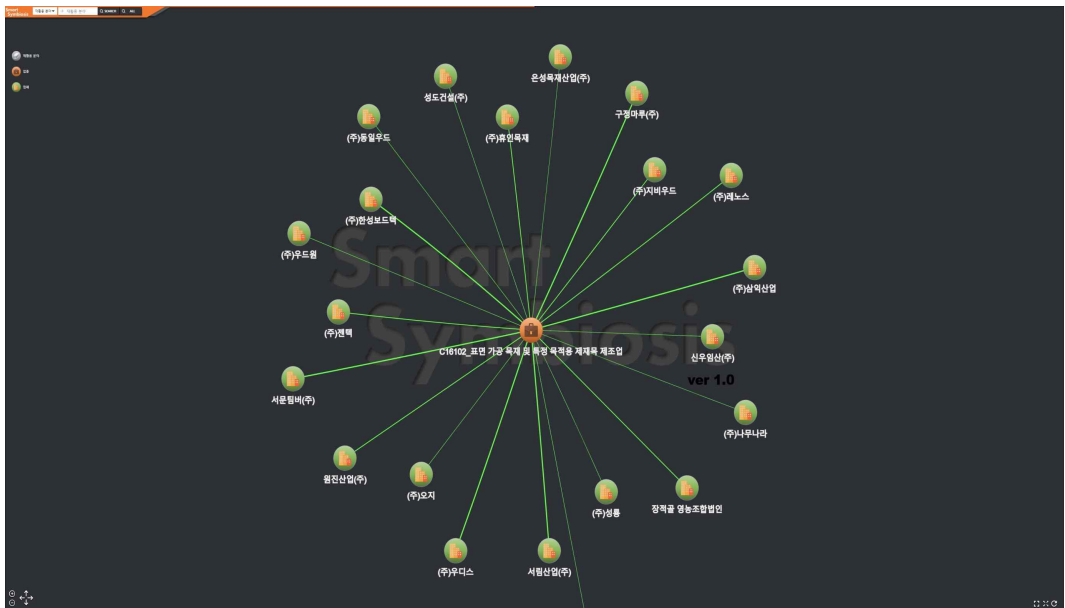 Smart
Symbiosis
SEARCH
온성목재산업(주)
성도건설(주)
구정마루(주)
(주)동일우드
(주)휴인목재
(주)지비우드
(주)레노스
(주)한성보드텍
(주)우드원
Smart
(주)삼익산업
(주)젠텍
Symbiosis
C16102_표면 가공 목재 및 특정 목적용 제재목 제조업
신우임산(주)
ver 1.0
서문팀버(주)
(주)나무나라
원진산업(주)
(주)오지
(주)성룡
장적골 영농조합법인
(주)우디스
서림산업(주)